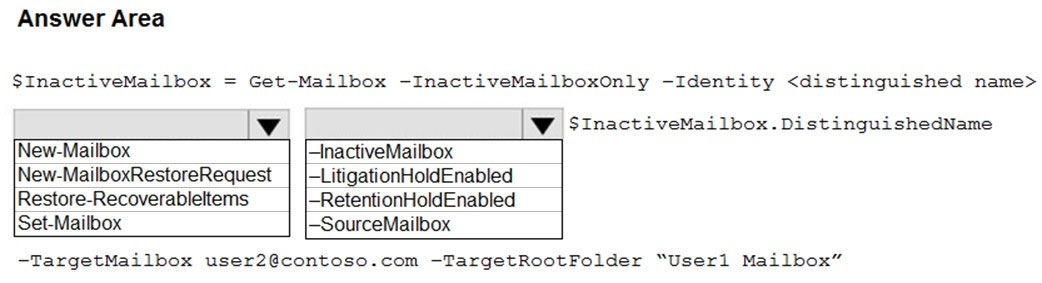 Answer Area
$InactiveMailbox = Get-Mailbox –InactiveMailboxOnly –Identity <distinguished name>
$InactiveMailbox.DistinguishedName
New-Mailbox
New-MailboxRestoreRequest
Restore-RecoverableItems
Set-Mailbox
–InactiveMailbox
–LitigationHoldEnabled
–RetentionHoldEnabled
–SourceMailbox
–TargetMailbox user2@contoso.com –TargetRootFolder “User1 Mailbox”